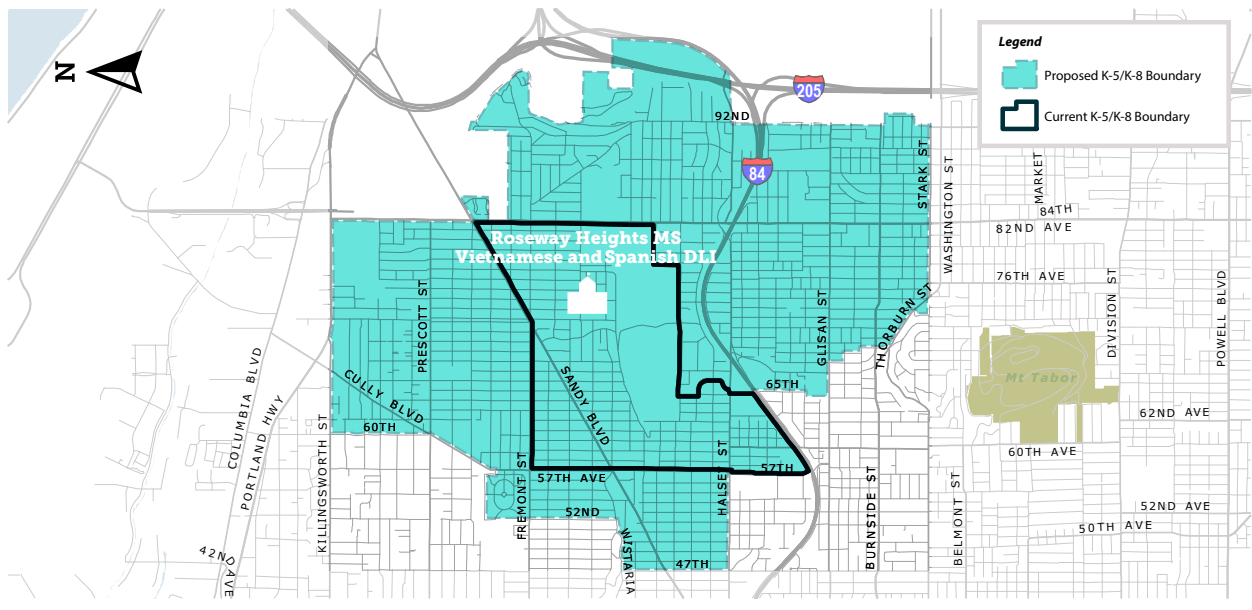 N
Legend
Proposed K-5/K-8 Boundary
Current K-5/K-8 Boundary
205
92ND
84
STARK ST
WASHINGTON ST
MARKET
84TH
82ND AVE
Roseway Heights MS
Vietnamese and Spanish DLI
76TH AVE
PRESCOTT ST
GLISAN ST
THORBURN ST
DIVISION ST
POWELL BLVD
COLUMBIA BLVD
CULLY BLVD
SANDY BLVD
65TH
Mt Tabor
PORTLAND HWY
60TH
62ND AVE
KILLINGSWORTH ST
FREMONT ST
HALSEY ST
57TH
60TH AVE
57TH AVE
BURNSIDE ST
BELMONT ST
52ND
52ND AVE
50TH AVE
42ND AVE
WISTARIA
47TH